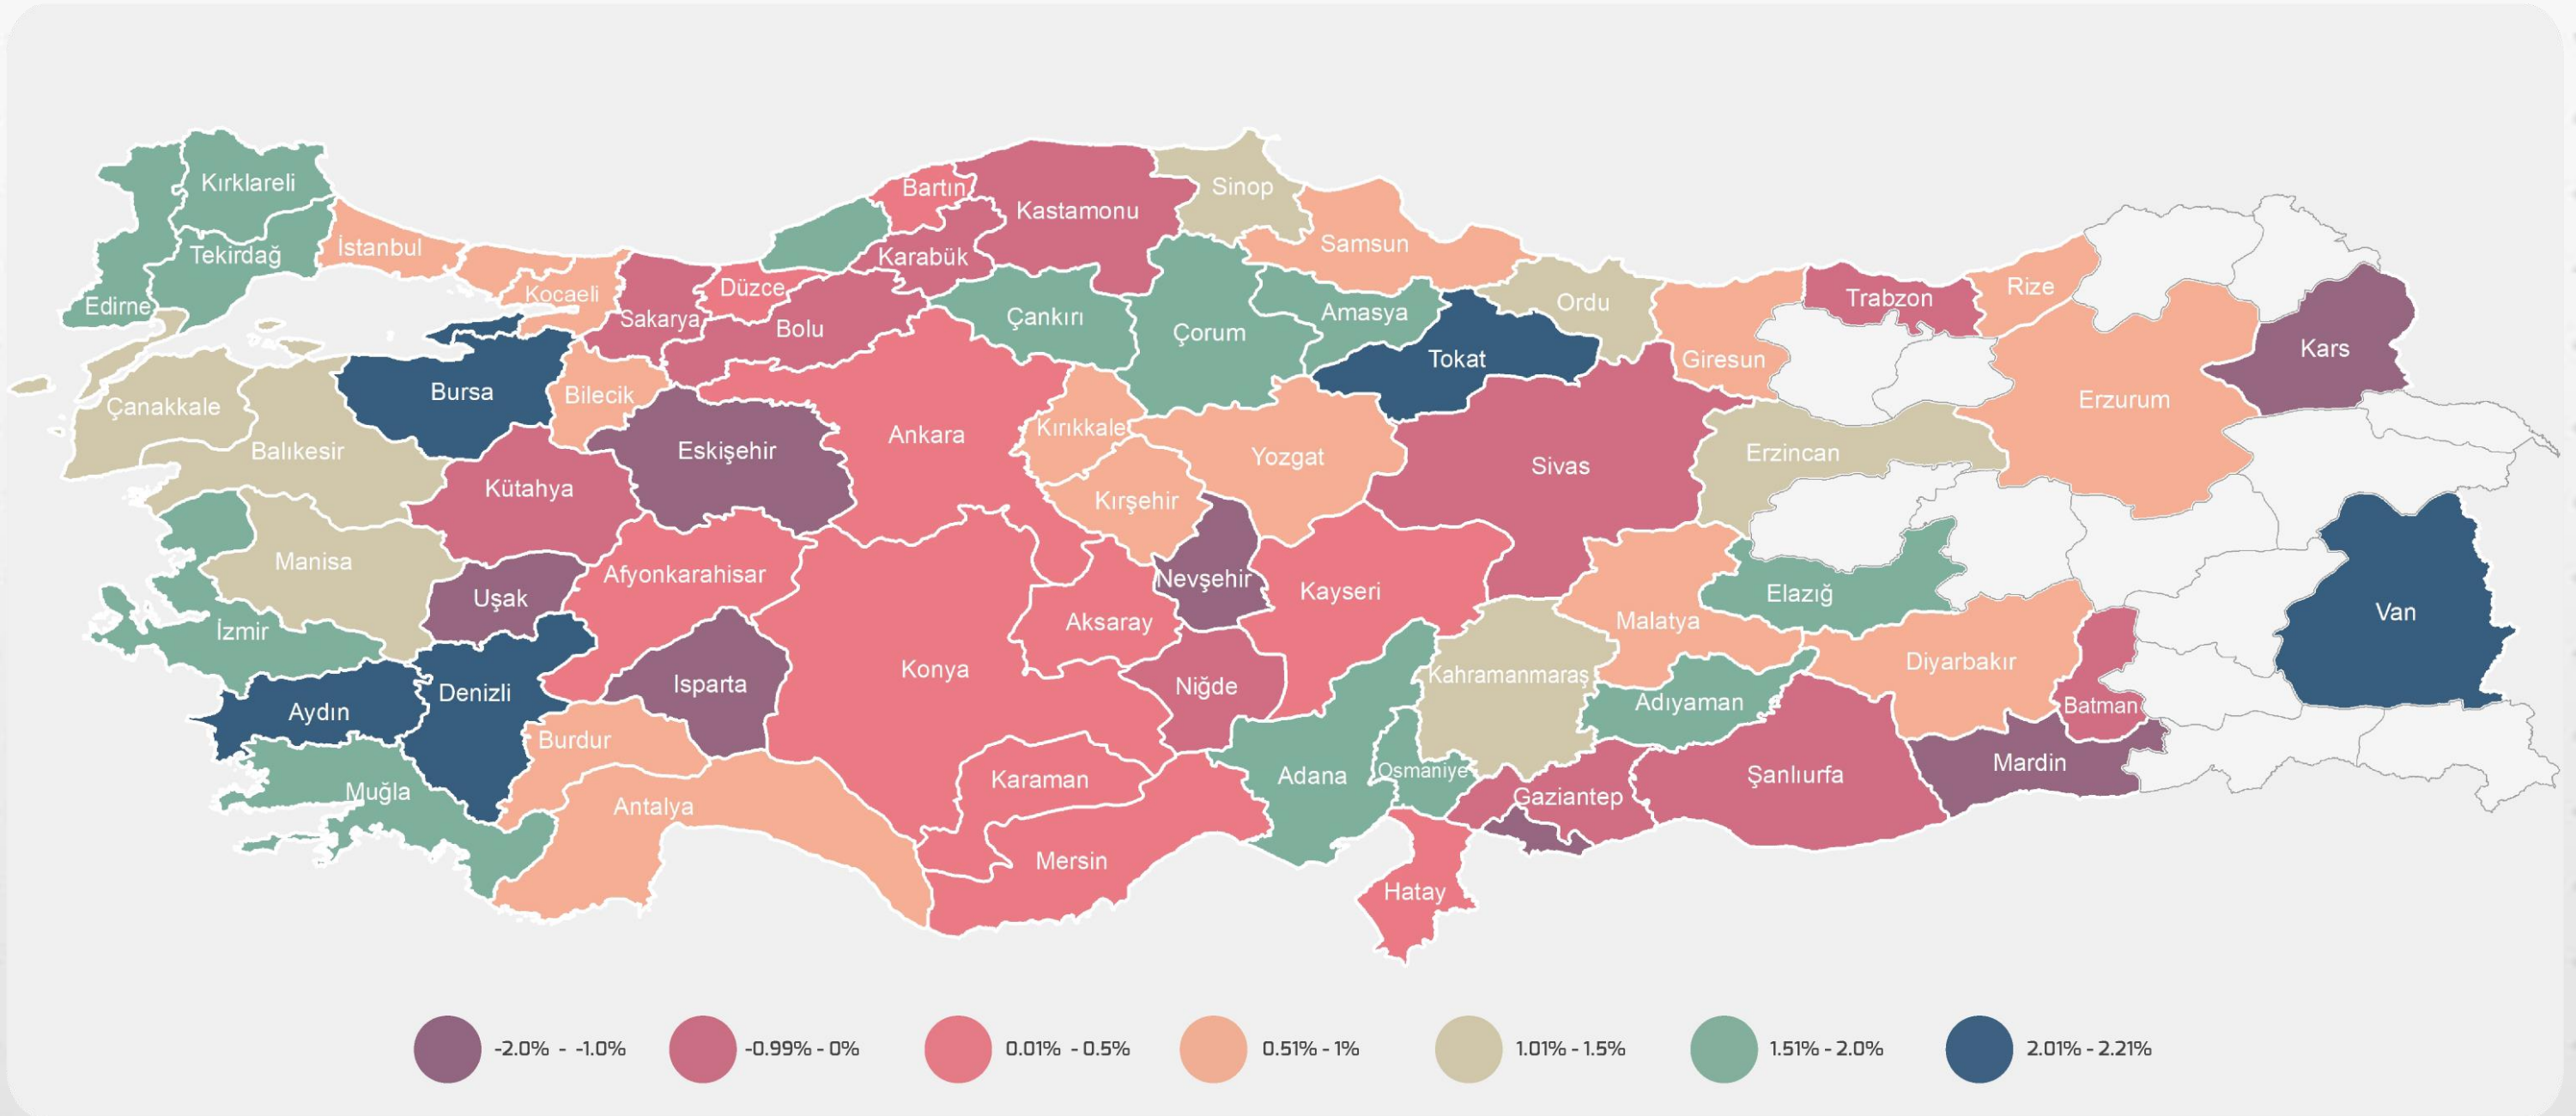 Kırklareli
Tekirdağ
Edirne
İstanbul
Kocaeli
Sakarya
Düzce
Bolu
Bartın
Karabük
Kastamonu
Sinop
Samsun
Çankırı
Çorum
Amasya
Tokat
Ordu
Giresun
Trabzon
Rize
Kars
Erzurum
Çanakkale
Balıkesir
Bursa
Bilecik
Kütahya
Eskişehir
Ankara
Kırıkkale
Kırşehir
Yozgat
Sivas
Erzincan
Manisa
Uşak
Afyonkarahisar
Nevşehir
Kayseri
Malatya
Elazığ
Van
İzmir
Aydın
Denizli
Isparta
Konya
Aksaray
Niğde
Kahramanmaraş
Adıyaman
Diyarbakır
Batman
Muğla
Burdur
Antalya
Karaman
Mersin
Adana
Osmaniye
Gaziantep
Şanlıurfa
Mardin
Hatay
-2.0% - -1.0%
-0.99% - 0%
0.01% - 0.5%
0.51% - 1%
1.01% - 1.5%
1.51% - 2.0%
2.01% - 2.21%